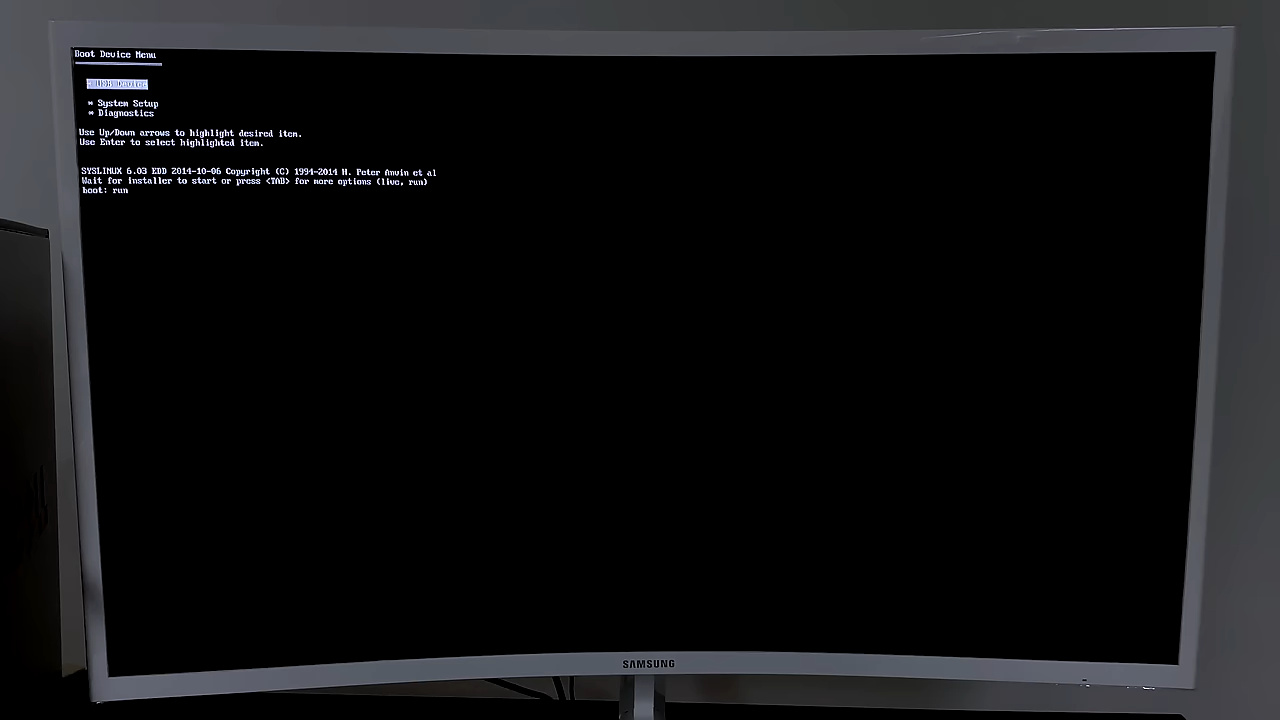 Boot Device Menu
* USB Device
* System Setup
* Diagnostics
Use Up/Down arrows to highlight desired item.
Use Enter to select highlighted item.
SYSLINUX 6.03 EDD 2014-10-06 Copyright (C) 1994-2014 H. Peter Anvin et al
Wait for installer to start or press <TAB> for more options (live, run)
boot: run
SAMSUNG